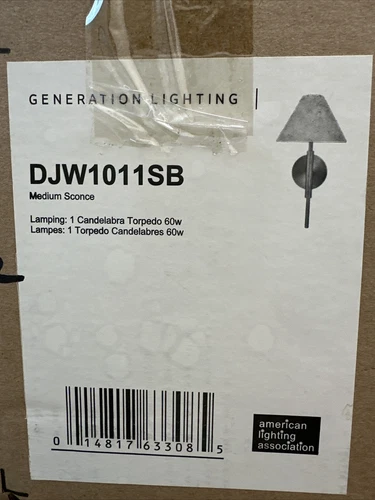 GENERATION LIGHTING
DJW1011SB
Medium Sconce
Lamping: 1 Candelabra Torpedo 60w
Lampes: 1 Torpedo Candelabres 60w
0 14817 63308 5
american
lighting
association